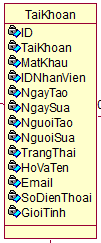 TaiKhoan
ID
TaiKhoan
MatKhau
IDNhanVien
NgayTao
NgaySua
NguoiTao
NguoiSua
TrangThai
HoVaTen
Email
SoDienThoai
GioiTinh